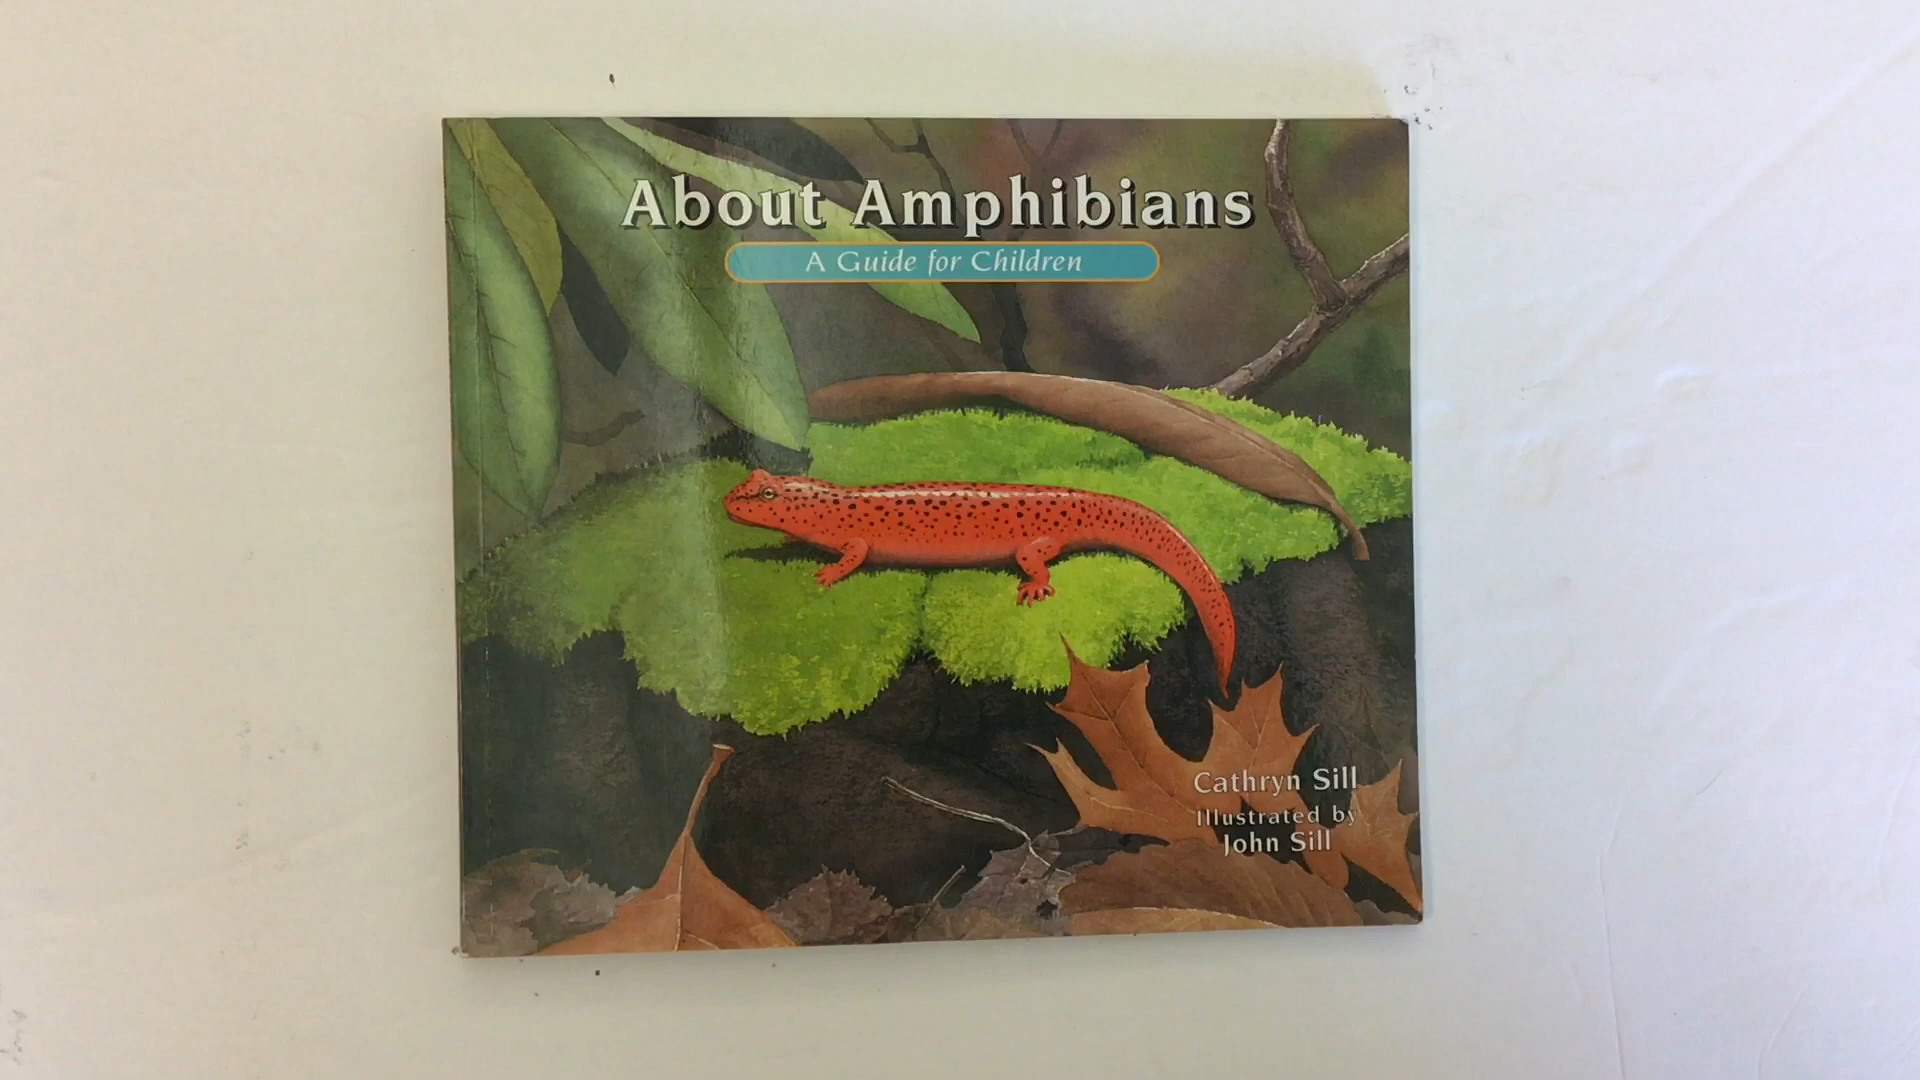 About Amphibians
A Guide for Children
Cathryn Sill
Illustrated by
John Sill